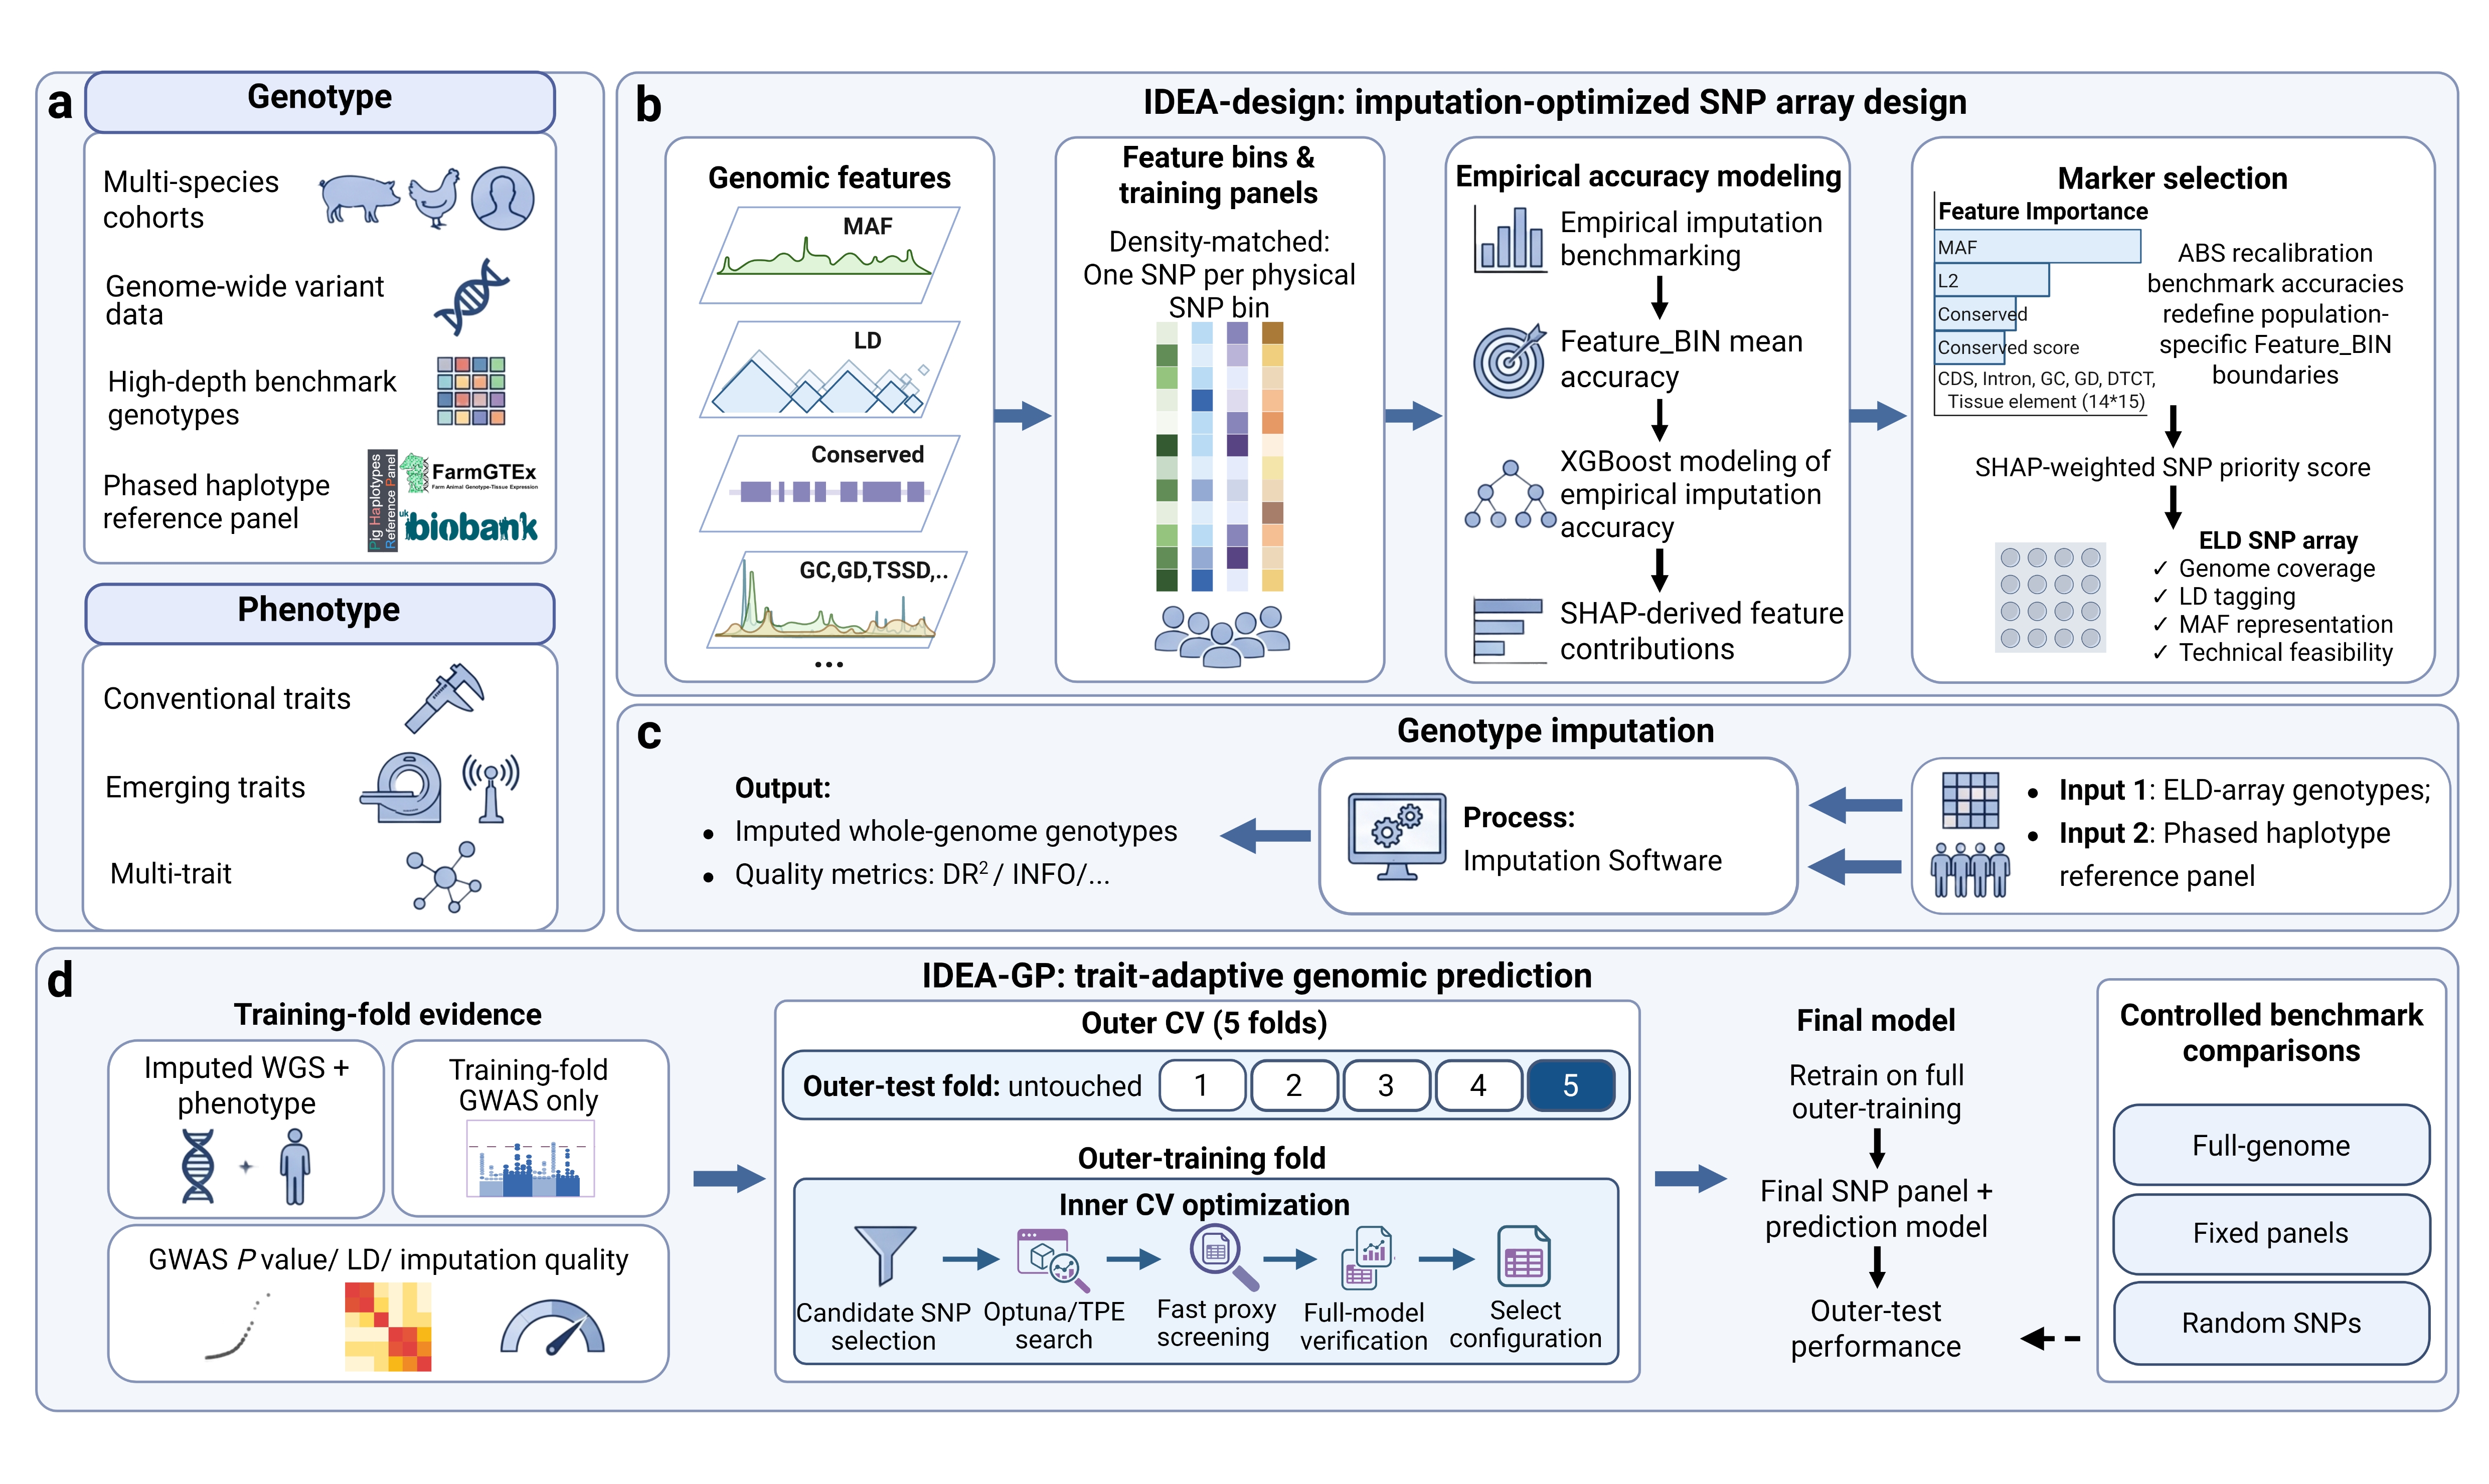 a
Genotype
Multi-species
cohorts
Genome-wide variant
data
High-depth benchmark
genotypes
Phased haplotype
reference panel
Pig Haplotypes
Reference Panel
FarmGTEx
Farm Animal Genotype-Tissue Expression
uk
biobank
Phenotype
Conventional traits
Emerging traits
Multi-trait
b
IDEA-design: imputation-optimized SNP array design
Genomic features
MAF
LD
Conserved
GC,GD,TSSD,..
...
Feature bins &
training panels
Density-matched:
One SNP per physical
SNP bin
Empirical accuracy modeling
Empirical imputation
benchmarking
Feature_BIN mean
accuracy
XGBoost modeling of
empirical imputation
accuracy
SHAP-derived feature
contributions
Marker selection
Feature Importance
MAF
L2
Conserved
Conserved score
CDS, Intron, GC, GD, DTCT,
Tissue element (14*15)
ABS recalibration
benchmark accuracies
redefine population-
specific Feature_BIN
boundaries
SHAP-weighted SNP priority score
ELD SNP array
✓ Genome coverage
✓ LD tagging
✓ MAF representation
✓ Technical feasibility
c
Genotype imputation
Output:
• Imputed whole-genome genotypes
• Quality metrics: DR² / INFO/...
Process:
Imputation Software
• Input 1: ELD-array genotypes;
• Input 2: Phased haplotype
reference panel
d
IDEA-GP: trait-adaptive genomic prediction
Training-fold evidence
Imputed WGS +
phenotype
Training-fold
GWAS only
GWAS P value/ LD/ imputation quality
Outer CV (5 folds)
Outer-test fold: untouched 1 2 3 4 5
Outer-training fold
Inner CV optimization
Candidate SNP
selection
Optuna/TPE
search
Fast proxy
screening
Full-model
verification
Select
configuration
Final model
Retrain on full
outer-training
Final SNP panel +
prediction model
Outer-test
performance
Controlled benchmark
comparisons
Full-genome
Fixed panels
Random SNPs